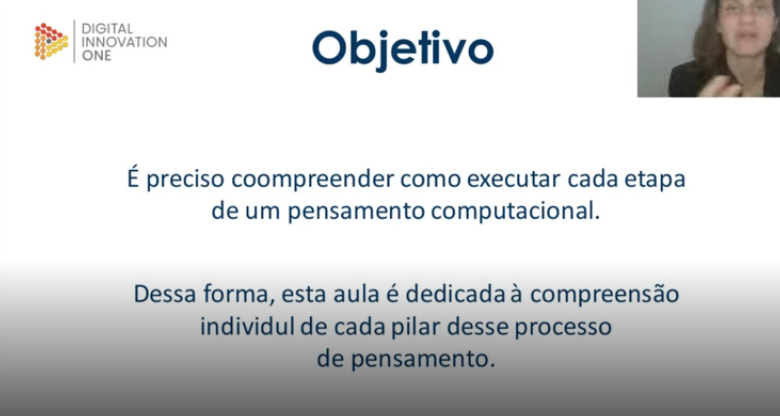 DIGITAL
INNOVATION
ONE
Objetivo
É preciso coompreender como executar cada etapa
de um pensamento computacional.
Dessa forma, esta aula é dedicada à compreensão
individul de cada pilar desse processo
de pensamento.